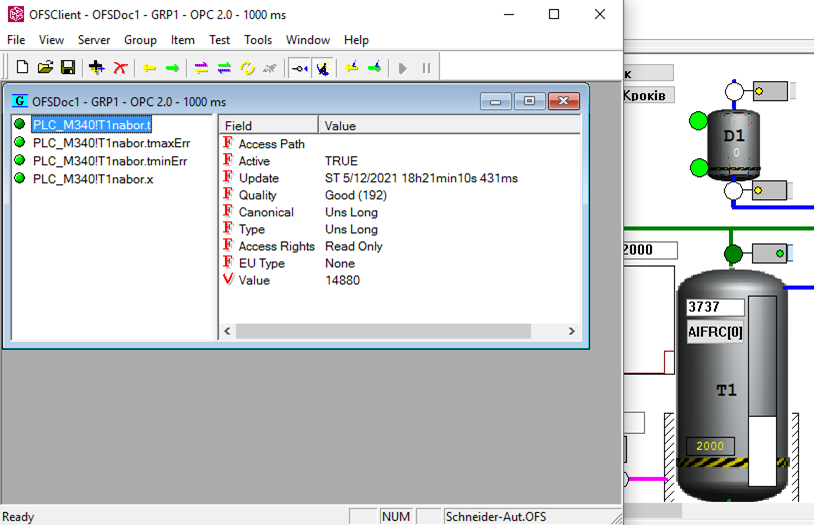 OFSClient - OFSDoc1 - GRP1 - OPC 2.0 - 1000 ms
File View Server Group Item Test Tools Window Help
OFSDoc1 - GRP1 - OPC 2.0 - 1000 ms
PLC_M340!T1nabor.t
PLC_M340!T1nabor.tmaxErr
PLC_M340!T1nabor.tminErr
PLC_M340!T1nabor.x
Field Value
Access Path
Active TRUE
Update ST 5/12/2021 18h21min10s 431ms
Quality Good (192)
Canonical Uns Long
Type Uns Long
Access Rights Read Only
EU Type None
Value 14880
Ready NUM Schneider-Aut.OFS
к
Кроків
D1
0
2000
3737
AIFRC[0]
T1
2000